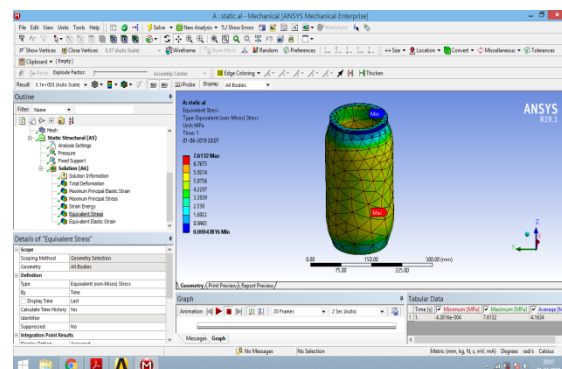 A: static al - Mechanical [ANSYS Mechanical Enterprise]
File Edit View Units Tools Help Solve New Analysis Show Errors Worksheet
Show Vertices Close Vertices (Auto Scale) Wireframe Show Mesh Random Preferences Size Location Convert Miscellaneous Tolerances
Clipboard [Empty]
Explode Factor: Assembly Center Edge Coloring Thicken
Result (Auto Scale) Probe Display All Bodies
Outline
Filter: Name
Mesh
Static Structural (A5)
Analysis Settings
Pressure
Fixed Support
Solution (A6)
Solution Information
Total Deformation
Maximum Principal Elastic Strain
Maximum Principal Stress
Strain Energy
Equivalent Stress
Equivalent Elastic Strain
Details of "Equivalent Stress"
Scope
Scoping Method Geometry Selection
Geometry All Bodies
Definition
Type Equivalent (von-Mises) Stress
By Time
Display Time Last
Calculate Time History Yes
Identifier
Suppressed No
Integration Point Results
A: static al
Equivalent Stress
Type: Equivalent (von-Mises) Stress
Unit: MPa
Time: 1
7.6132 Max
5.9214
5.0756
4.2297
3.3839
2.538
0.00043816 Min
Min
Max
ANSYS
R19.1
Z
Y
0.00 150.00 300.00 (mm)
75.00 225.00
Geometry Print Preview Report Preview
Graph
Animation 20 Frames 2 Sec (Auto)
Messages Graph
Tabular Data
Time [s] Minimum [MPa] Maximum [MPa] Average [M
1 1. 7.6132 4.1634
No Messages No Selection Metric (mm, kg, N, s, mV, mA) Degrees rad/s Celsius